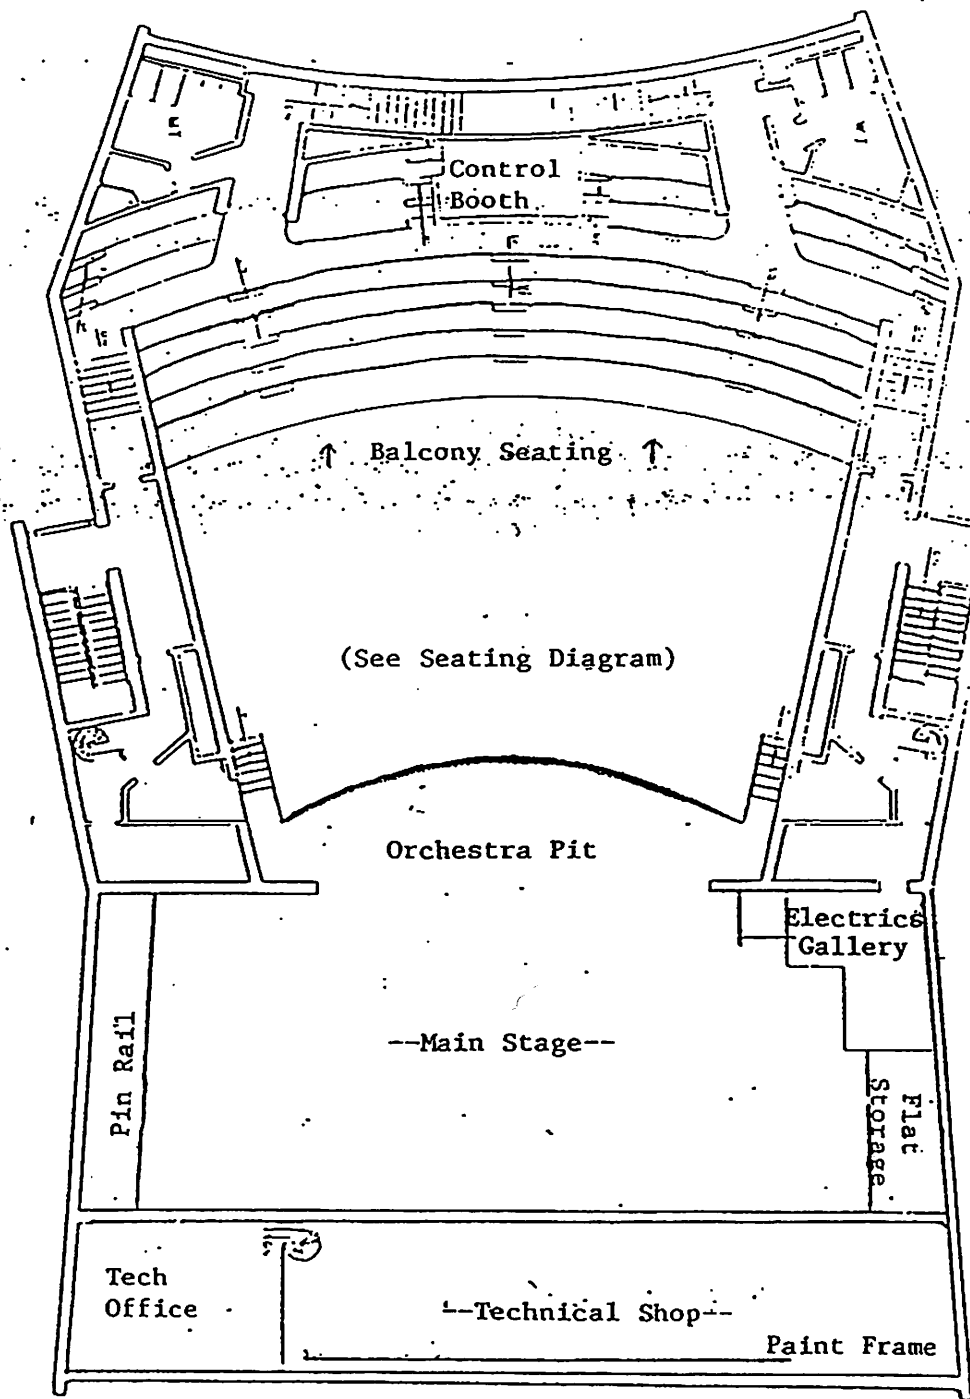 Control
Booth
↑ Balcony Seating ↑
(See Seating Diagram)
Orchestra Pit
Electrics
Gallery
--Main Stage--
Pin Rail
Flat
Storage
Tech
Office
--Technical Shop--
Paint Frame